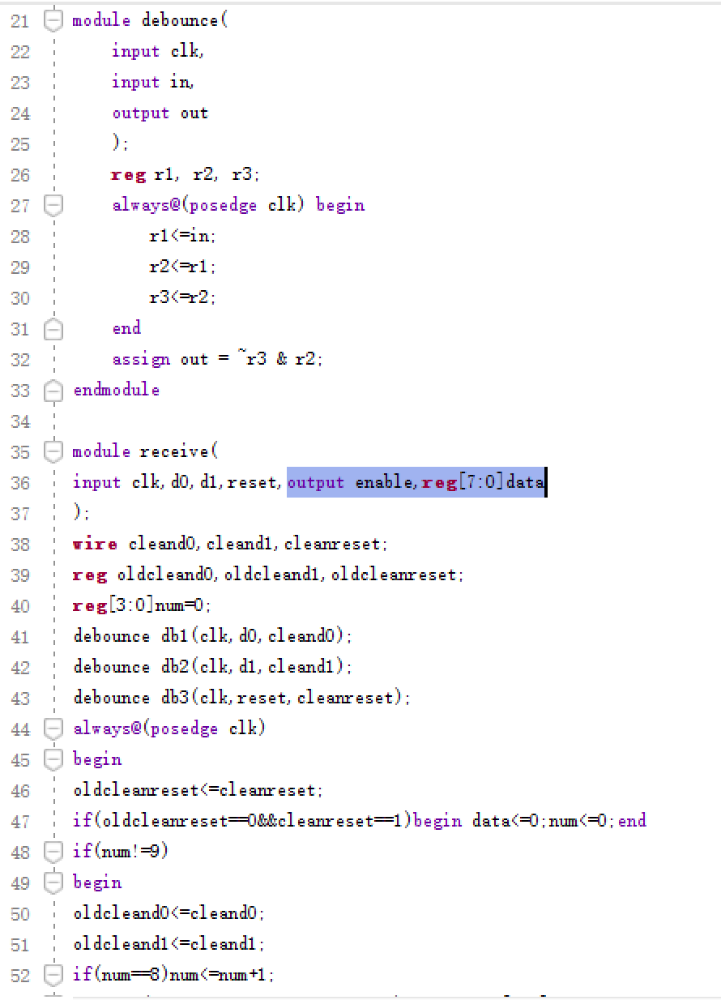 21 module debounce(
22 input clk,
23 input in,
24 output out
25 );
26 reg r1, r2, r3;
27 always@(posedge clk) begin
28 r1<=in;
29 r2<=r1;
30 r3<=r2;
31 end
32 assign out = ~r3 & r2;
33 endmodule
34
35 module receive(
36 input clk,d0,d1,reset,output enable,reg[7:0]data
37 );
38 wire cleand0,cleand1,cleanreset;
39 reg oldcleand0,oldcleand1,oldcleanreset;
40 reg[3:0]num=0;
41 debounce db1(clk,d0,cleand0);
42 debounce db2(clk,d1,cleand1);
43 debounce db3(clk,reset,cleanreset);
44 always@(posedge clk)
45 begin
46 oldcleanreset<=cleanreset;
47 if(oldcleanreset==0&&cleanreset==1)begin data<=0;num<=0;end
48 if(num!=9)
49 begin
50 oldcleand0<=cleand0;
51 oldcleand1<=cleand1;
52 if(num==8)num<=num+1;